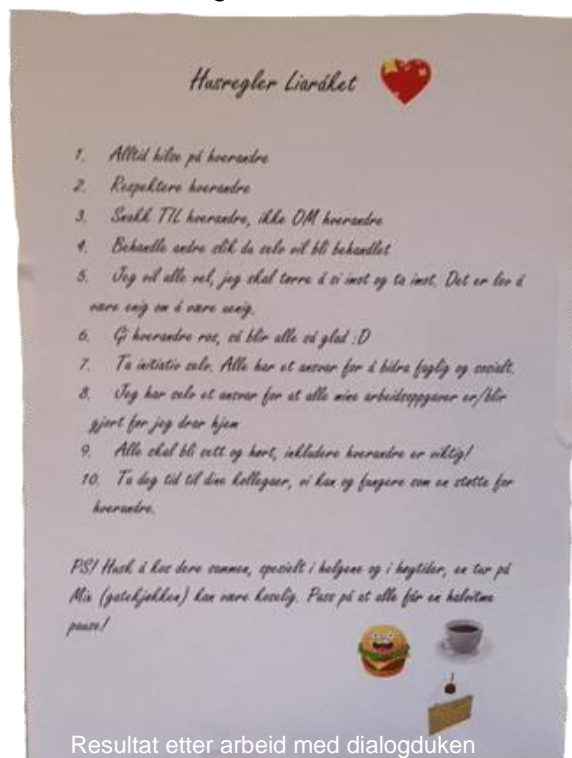 Husregler Liaråket
1. Alltid hilse på hverandre
2. Respektere hverandre
3. Snakk TIL hverandre, ikke OM hverandre
4. Behandle andre slik du selv vil bli behandlet
5. Jeg vil alle vel, jeg skal tørre å si imot og ta imot. Det er lov å
være enig om å være uenig.
6. Gi hverandre ros, så blir alle så glad :D
7. Ta initiativ selv. Alle har et ansvar for å bidra faglig og sosialt.
8. Jeg har selv et ansvar for at alle mine arbeidsoppgaver er/blir
gjort før jeg drar hjem
9. Alle skal bli sett og hørt, inkludere hverandre er viktig!
10. Ta deg tid til dine kollegaer, vi kan og fungere som en støtte for
hverandre.
PS! Husk å kos dere sammen, spesielt i helgene og i høytider, en tur på
Mix (gatekjøkken) kan være koselig. Pass på at alle får en halvtime
pause!
Resultat etter arbeid med dialogduken